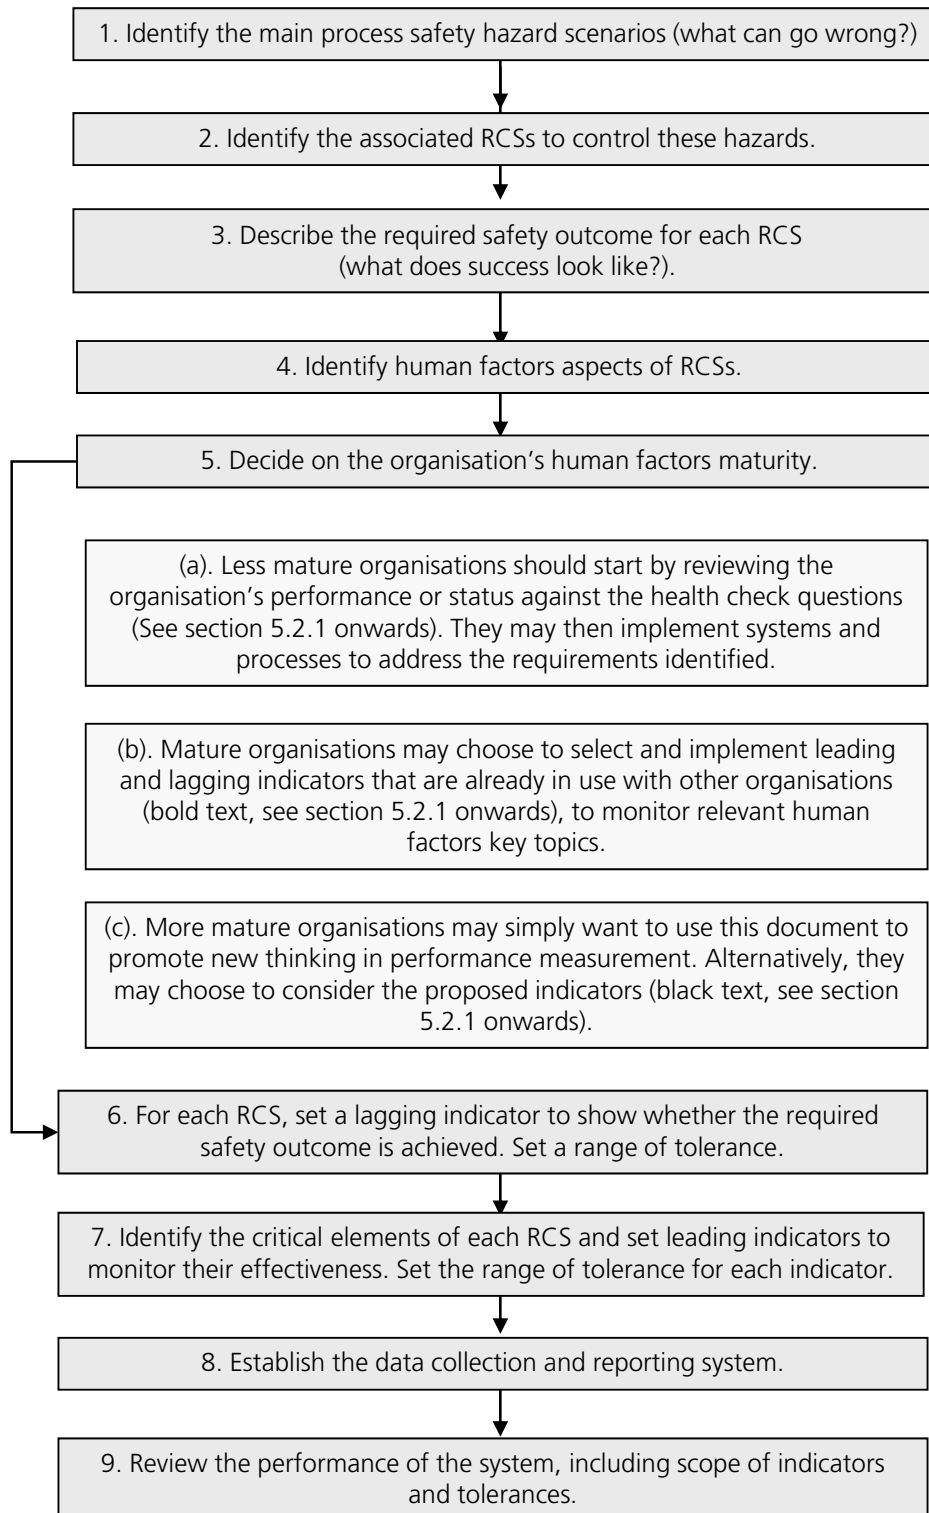 1. Identify the main process safety hazard scenarios (what can go wrong?)
2. Identify the associated RCSs to control these hazards.
3. Describe the required safety outcome for each RCS
(what does success look like?).
4. Identify human factors aspects of RCSs.
5. Decide on the organisation’s human factors maturity.
(a). Less mature organisations should start by reviewing the
organisation’s performance or status against the health check questions
(See section 5.2.1 onwards). They may then implement systems and
processes to address the requirements identified.
(b). Mature organisations may choose to select and implement leading
and lagging indicators that are already in use with other organisations
(bold text, see section 5.2.1 onwards), to monitor relevant human
factors key topics.
(c). More mature organisations may simply want to use this document to
promote new thinking in performance measurement. Alternatively, they
may choose to consider the proposed indicators (black text, see section
5.2.1 onwards).
6. For each RCS, set a lagging indicator to show whether the required
safety outcome is achieved. Set a range of tolerance.
7. Identify the critical elements of each RCS and set leading indicators to
monitor their effectiveness. Set the range of tolerance for each indicator.
8. Establish the data collection and reporting system.
9. Review the performance of the system, including scope of indicators
and tolerances.